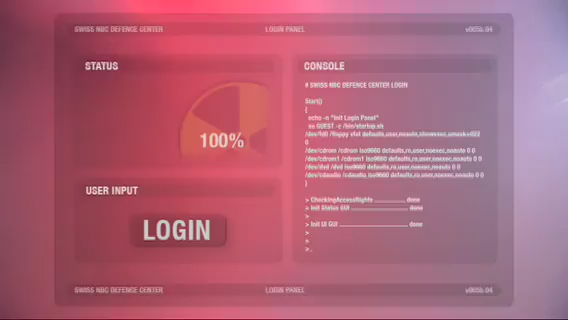 SWISS NBC DEFENCE CENTER LOGIN PANEL v065b.04
STATUS
100%
USER INPUT
LOGIN
CONSOLE
# SWISS NBC DEFENCE CENTER LOGIN
Start()
{
echo -n "Init Login Panel"
su GUEST -c /bin/startup.sh
/dev/fd0 /floppy vfat defaults,user,noauto,showexec,umask=022
0
/dev/cdrom /cdrom iso9660 defaults,ro,user,noexec,noauto 0 0
/dev/cdrom1 /cdrom1 iso9660 defaults,ro,user,noexec,noauto 0 0
/dev/dvd /dvd iso9660 defaults,ro,user,noexec,noauto 0 0
/dev/cdaudio /cdaudio iso9660 defaults,ro,user,noexec,noauto 0 0
}
> CheckingAccessRights .................. done
> Init Status GUI ................................. done
>
> Init UI GUI ........................................ done
>
>
> .
SWISS NBC DEFENCE CENTER LOGIN PANEL v065b.04